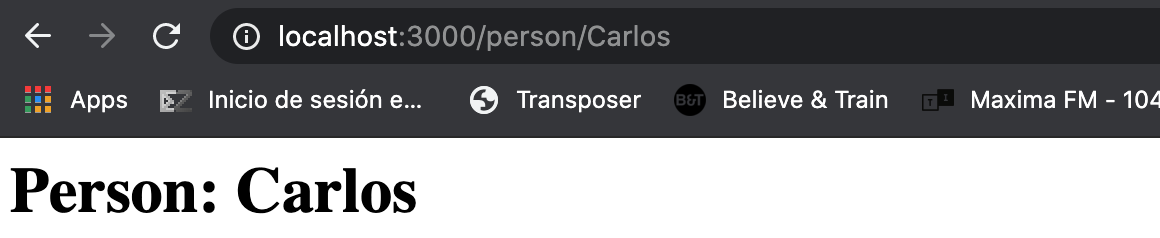 localhost:3000/person/Carlos
Apps Inicio de sesión e... Transposer B&T Believe & Train Maxima FM - 104
Person: Carlos